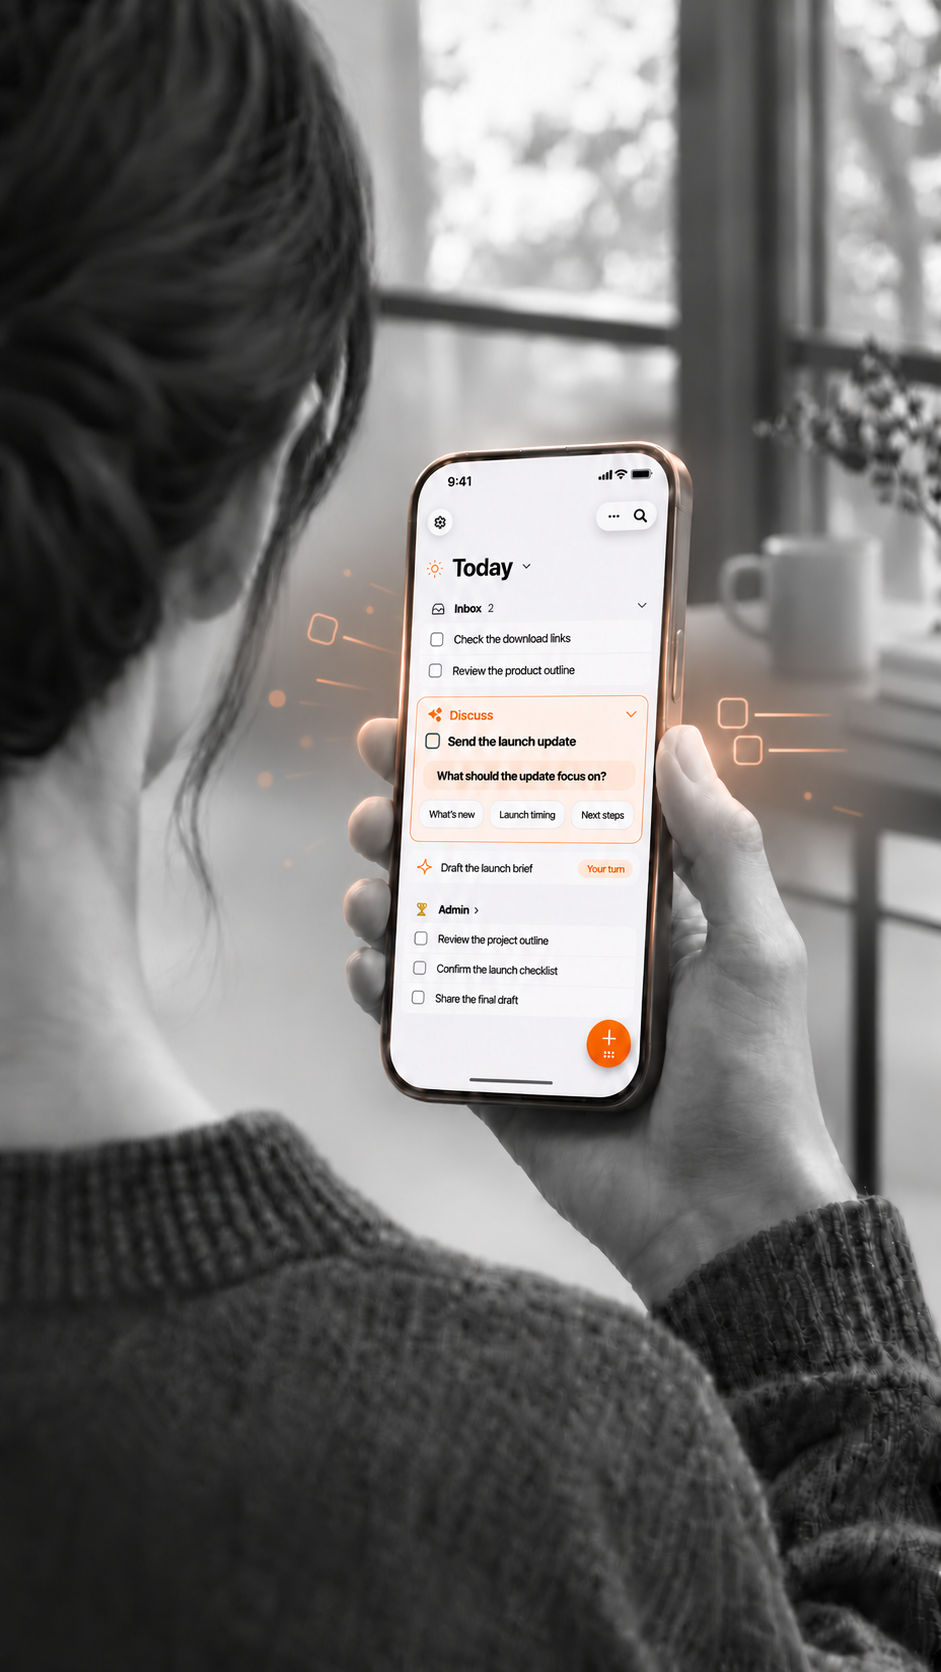 9:41
Today
Inbox 2
Check the download links
Review the product outline
Discuss
Send the launch update
What should the update focus on?
What's new
Launch timing
Next steps
Draft the launch brief
Your turn
Admin
Review the project outline
Confirm the launch checklist
Share the final draft